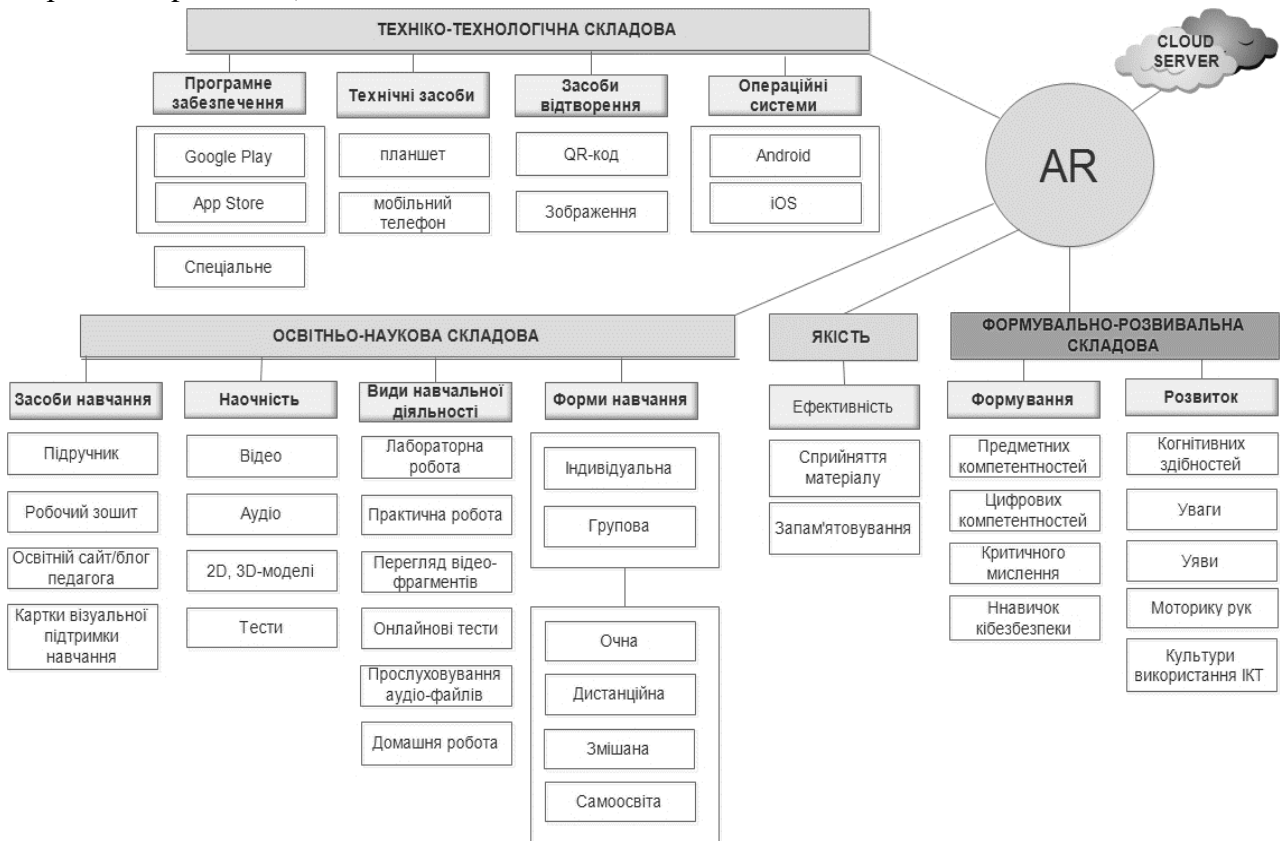 ТЕХНІКО-ТЕХНОЛОГІЧНА СКЛАДОВА
CLOUD
SERVER
AR
Програмне
забезпечення
Google Play
App Store
Спеціальне
Технічні засоби
планшет
мобільний
телефон
Засоби
відтворення
QR-код
Зображення
Операційні
системи
Android
iOS
ОСВІТНЬО-НАУКОВА СКЛАДОВА
Засоби навчання
Підручник
Робочий зошит
Освітній сайт/блог
педагога
Картки візуальної
підтримки
навчання
Наочність
Відео
Аудіо
2D, 3D-моделі
Тести
Види навчальної
діяльності
Лабораторна
робота
Практична робота
Перегляд відео-
фрагментів
Онлайнові тести
Прослуховування
аудіо-файлів
Домашня робота
Форми навчання
Індивідуальна
Групова
Очна
Дистанційна
Змішана
Самоосвіта
ЯКІСТЬ
Ефективність
Сприйняття
матеріалу
Запам'ятовування
ФОРМУВАЛЬНО-РОЗВИВАЛЬНА
СКЛАДОВА
Формування
Предметних
компетентностей
Цифрових
компетентностей
Критичного
мислення
Ннавичок
кібезбезпеки
Розвиток
Когнітивних
здібностей
Уваги
Уяви
Моторику рук
Культури
використання ІКТ